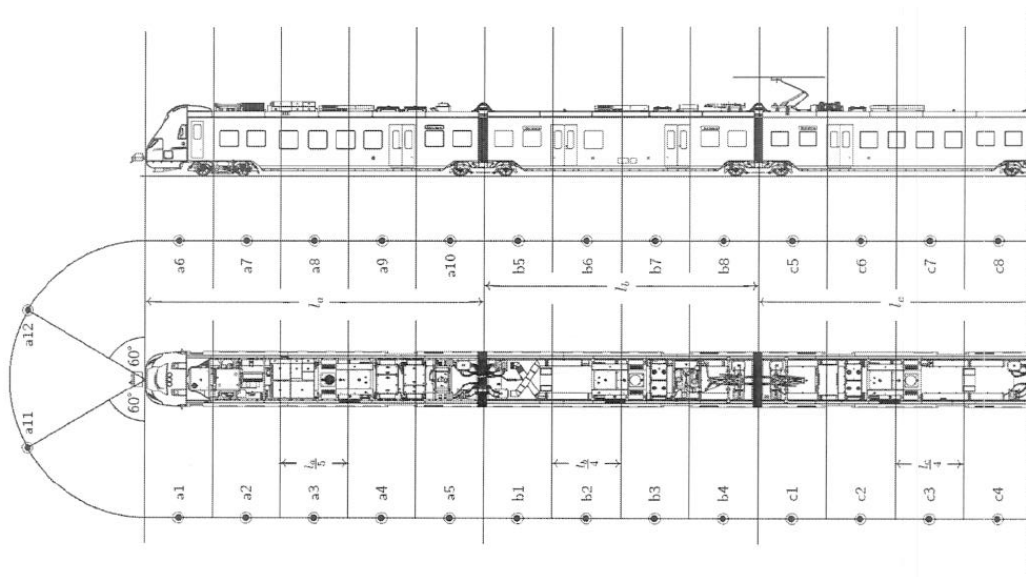 a6 a7 a8 a9 a10 b5 b6 b7 b8 c5 c6 c7 c8
l_b
l_a l_c
a12
60°
60°
a11
l_a/5 l_b/4 l_c/4
a1 a2 a3 a4 a5 b1 b2 b3 b4 c1 c2 c3 c4